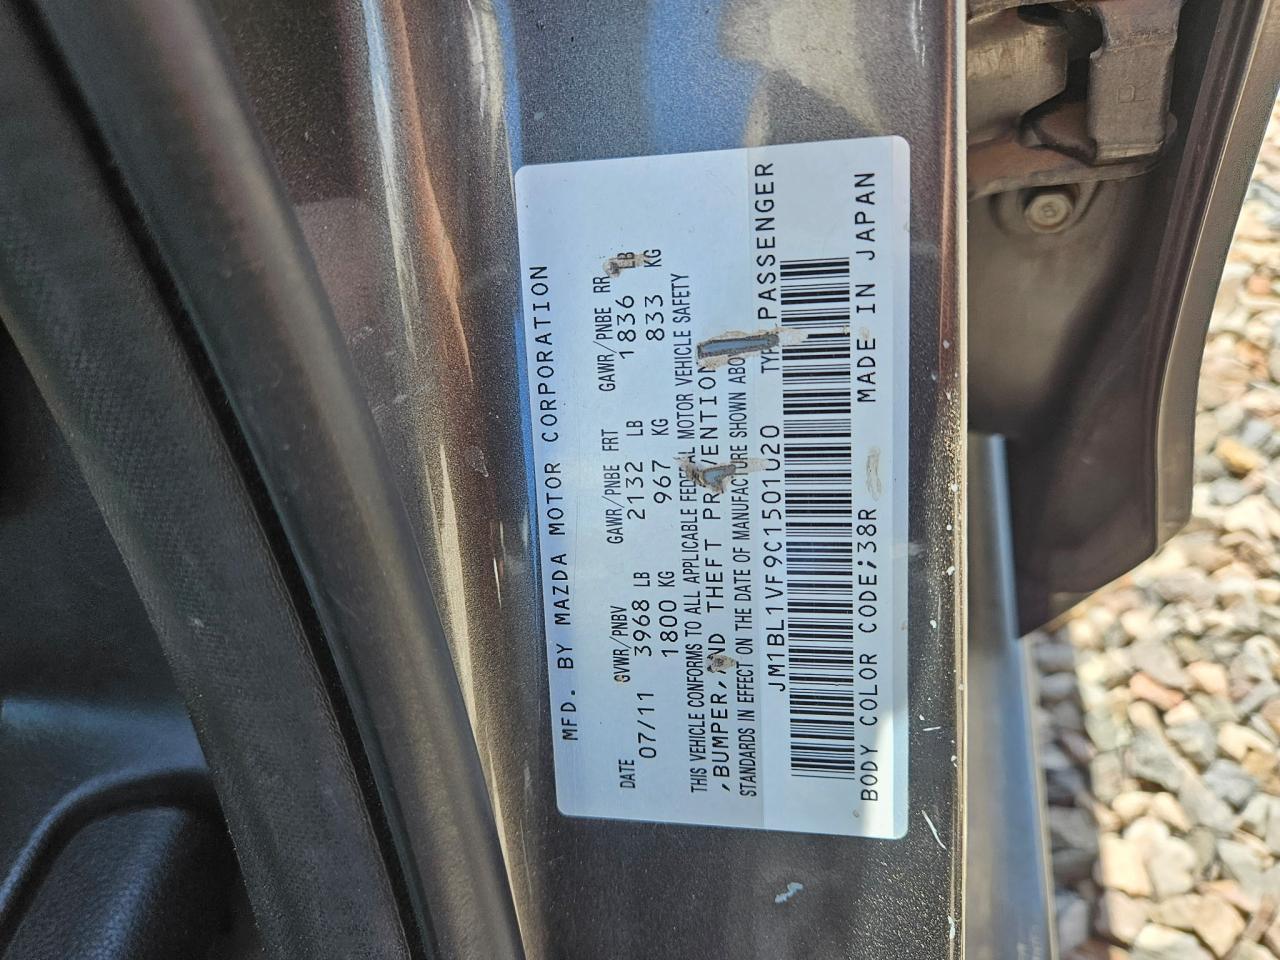 MFD. BY MAZDA MOTOR CORPORATION
DATE GVWR/PNBV GAWR/PNBE FRT GAWR/PNBE RR
07/11 3968 LB 2132 LB 1836 LB
1800 KG 967 KG 833 KG
THIS VEHICLE CONFORMS TO ALL APPLICABLE FEDERAL MOTOR VEHICLE SAFETY
,BUMPER,AND THEFT PREVENTION
STANDARDS IN EFFECT ON THE DATE OF MANUFACTURE SHOWN ABOVE
JM1BL1VF9C1501020 TYPE PASSENGER
BODY COLOR CODE;38R MADE IN JAPAN
R